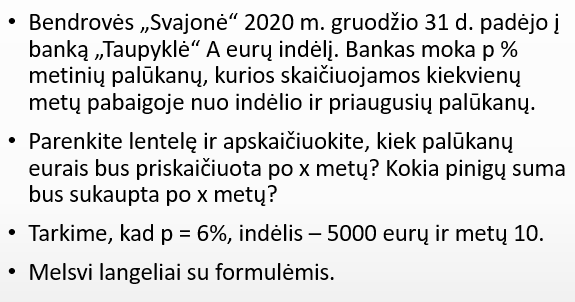 • Bendrovės „Svajonė“ 2020 m. gruodžio 31 d. padėjo į
banką „Taupyklė“ A eurų indėlį. Bankas moka p %
metinių palūkanų, kurios skaičiuojamos kiekvienų
metų pabaigoje nuo indėlio ir priaugusių palūkanų.
• Parenkite lentelę ir apskaičiuokite, kiek palūkanų
eurais bus priskaičiuota po x metų? Kokia pinigų suma
bus sukaupta po x metų?
• Tarkime, kad p = 6%, indėlis – 5000 eurų ir metų 10.
• Melsvi langeliai su formulėmis.